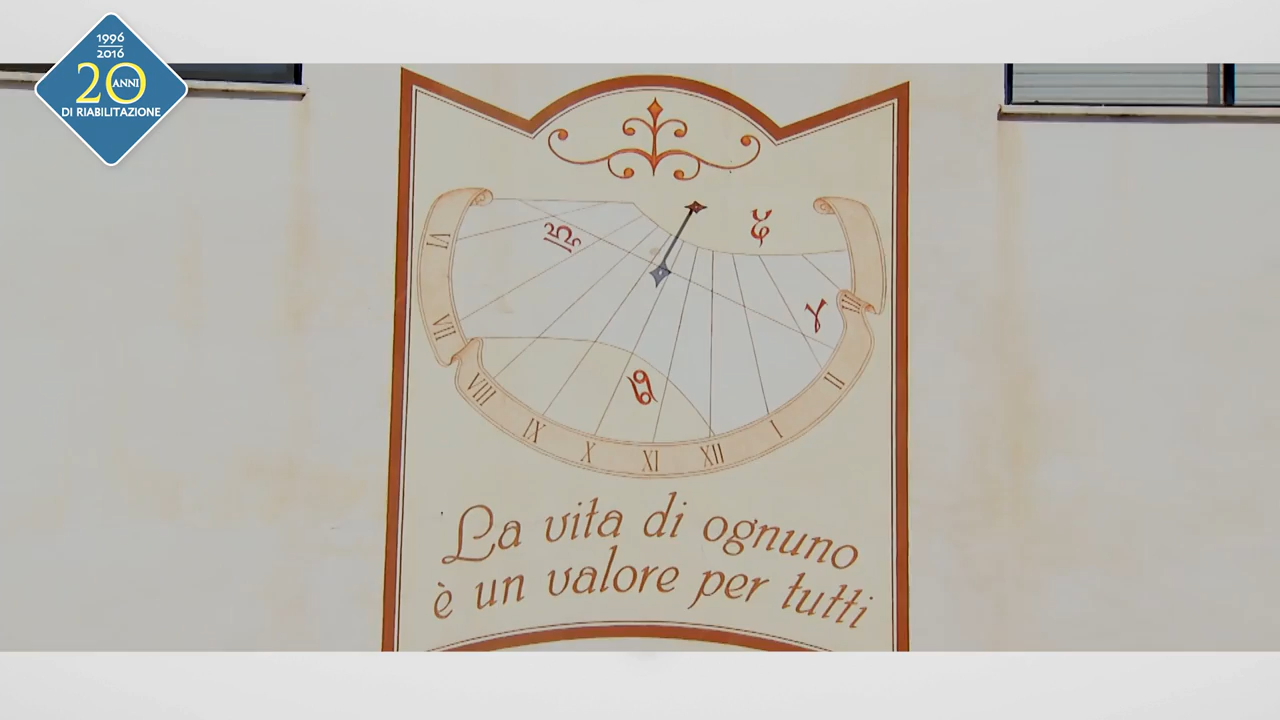 1996
2016
20 ANNI
DI RIABILITAZIONE
VI
VII
VIII
IX
X
XI
XII
I
II
III
La vita di ognuno
è un valore per tutti